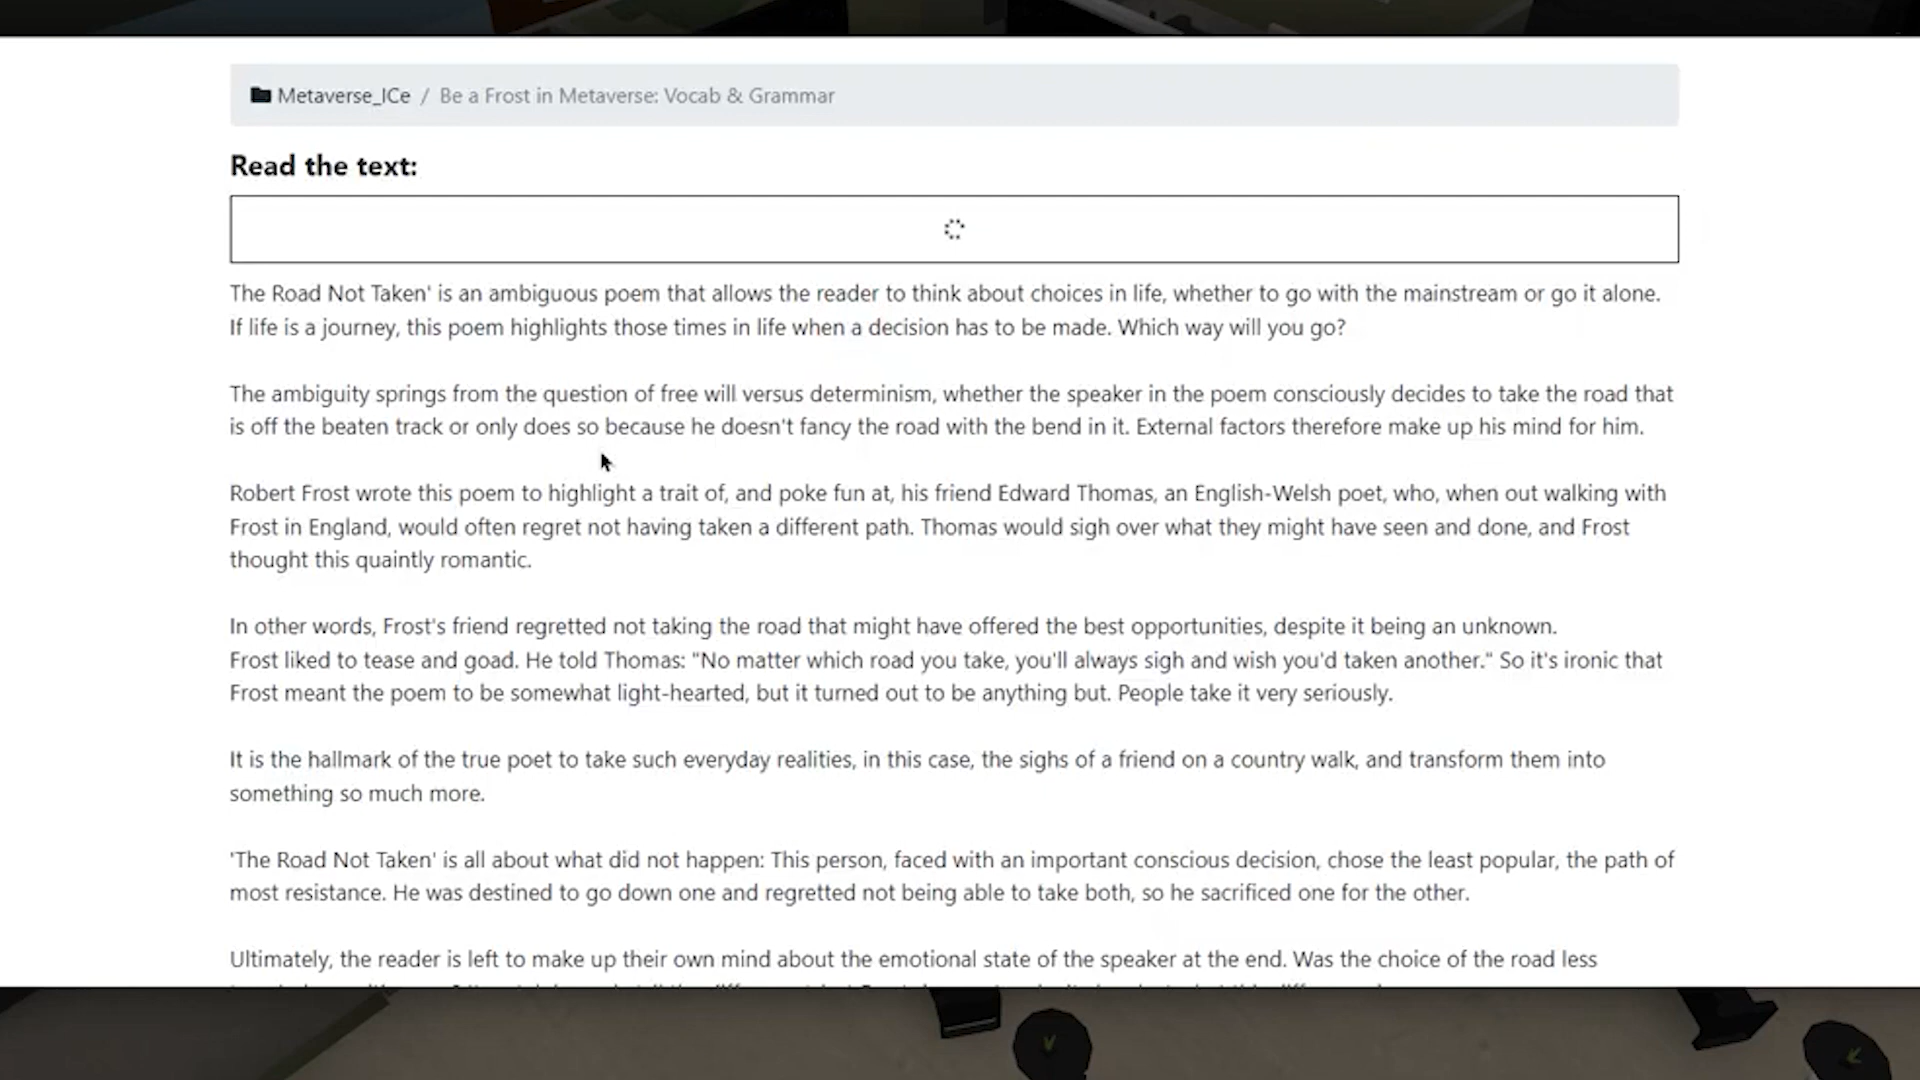 Metaverse_ICe / Be a Frost in Metaverse: Vocab & Grammar
Read the text:
The Road Not Taken' is an ambiguous poem that allows the reader to think about choices in life, whether to go with the mainstream or go it alone.
If life is a journey, this poem highlights those times in life when a decision has to be made. Which way will you go?
The ambiguity springs from the question of free will versus determinism, whether the speaker in the poem consciously decides to take the road that
is off the beaten track or only does so because he doesn't fancy the road with the bend in it. External factors therefore make up his mind for him.
Robert Frost wrote this poem to highlight a trait of, and poke fun at, his friend Edward Thomas, an English-Welsh poet, who, when out walking with
Frost in England, would often regret not having taken a different path. Thomas would sigh over what they might have seen and done, and Frost
thought this quaintly romantic.
In other words, Frost's friend regretted not taking the road that might have offered the best opportunities, despite it being an unknown.
Frost liked to tease and goad. He told Thomas: "No matter which road you take, you'll always sigh and wish you'd taken another." So it's ironic that
Frost meant the poem to be somewhat light-hearted, but it turned out to be anything but. People take it very seriously.
It is the hallmark of the true poet to take such everyday realities, in this case, the sighs of a friend on a country walk, and transform them into
something so much more.
'The Road Not Taken' is all about what did not happen: This person, faced with an important conscious decision, chose the least popular, the path of
most resistance. He was destined to go down one and regretted not being able to take both, so he sacrificed one for the other.
Ultimately, the reader is left to make up their own mind about the emotional state of the speaker at the end. Was the choice of the road less